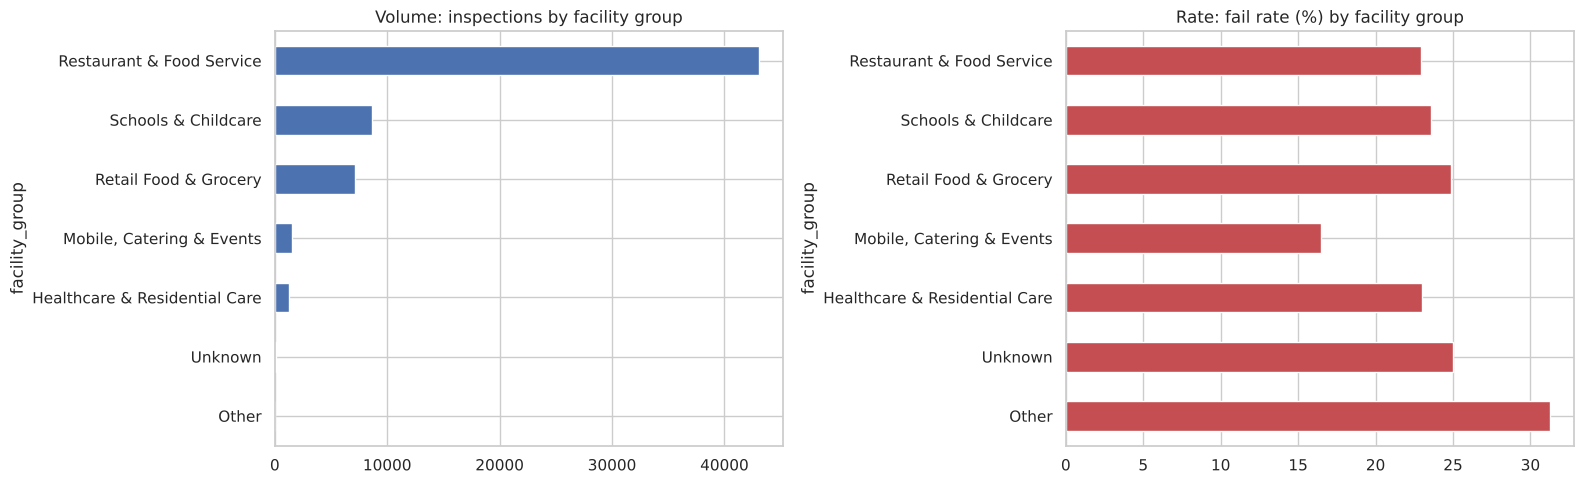 Volume: inspections by facility group
Restaurant & Food Service
Schools & Childcare
Retail Food & Grocery
Mobile, Catering & Events
Healthcare & Residential Care
Unknown
Other
facility_group
0 10000 20000 30000 40000
Rate: fail rate (%) by facility group
Restaurant & Food Service
Schools & Childcare
Retail Food & Grocery
Mobile, Catering & Events
Healthcare & Residential Care
Unknown
Other
facility_group
0 5 10 15 20 25 30